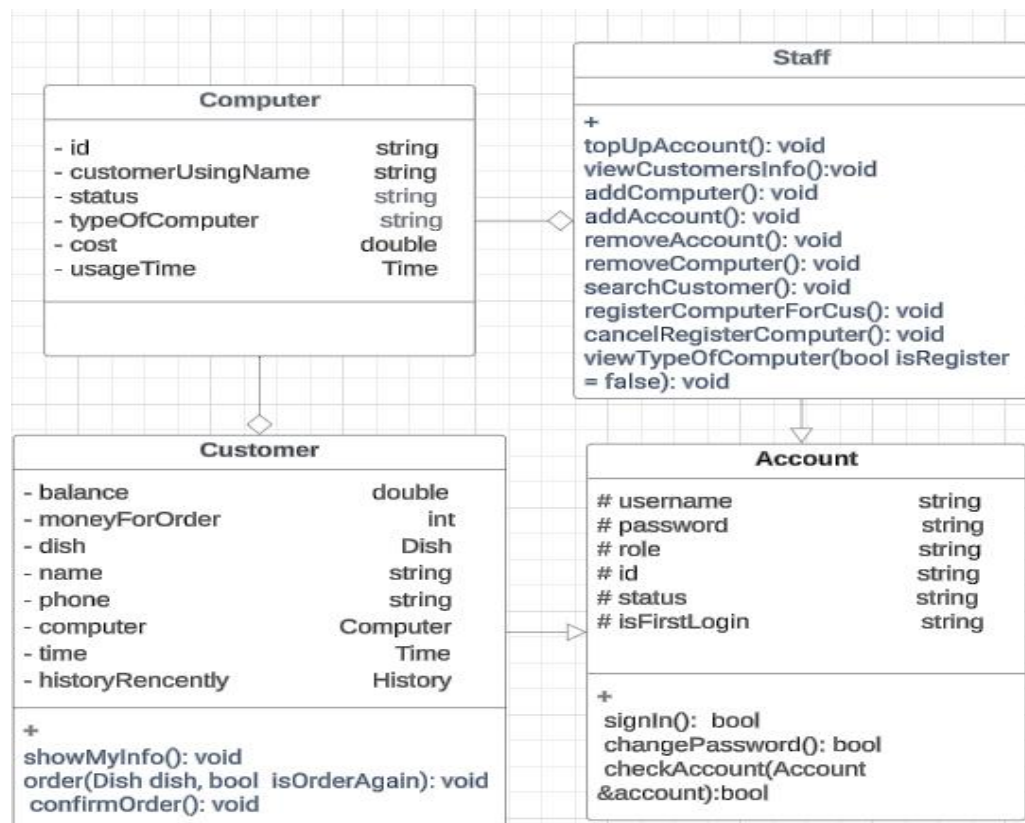 Computer
- id string
- customerUsingName string
- status string
- typeOfComputer string
- cost double
- usageTime Time
Staff
+
topUpAccount(): void
viewCustomersInfo():void
addComputer(): void
addAccount(): void
removeAccount(): void
removeComputer(): void
searchCustomer(): void
registerComputerForCus(): void
cancelRegisterComputer(): void
viewTypeOfComputer(bool isRegister
= false): void
Customer
- balance double
- moneyForOrder int
- dish Dish
- name string
- phone string
- computer Computer
- time Time
- historyRencently History
+
showMyInfo(): void
order(Dish dish, bool isOrderAgain): void
confirmOrder(): void
Account
# username string
# password string
# role string
# id string
# status string
# isFirstLogin string
+
signIn(): bool
changePassword(): bool
checkAccount(Account
&account):bool